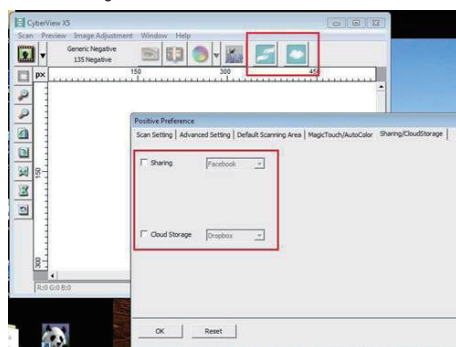 CyberView X5
Scan Preview Image Adjustment Window Help
Generic Negative
135 Negative
px
150 300 450
150
300
R:0 G:0 B:0
Positive Preference
Scan Setting Advanced Setting Default Scanning Area MagicTouch/AutoColor Sharing/CloudStorage
Sharing Facebook
Cloud Storage Dropbox
OK Reset